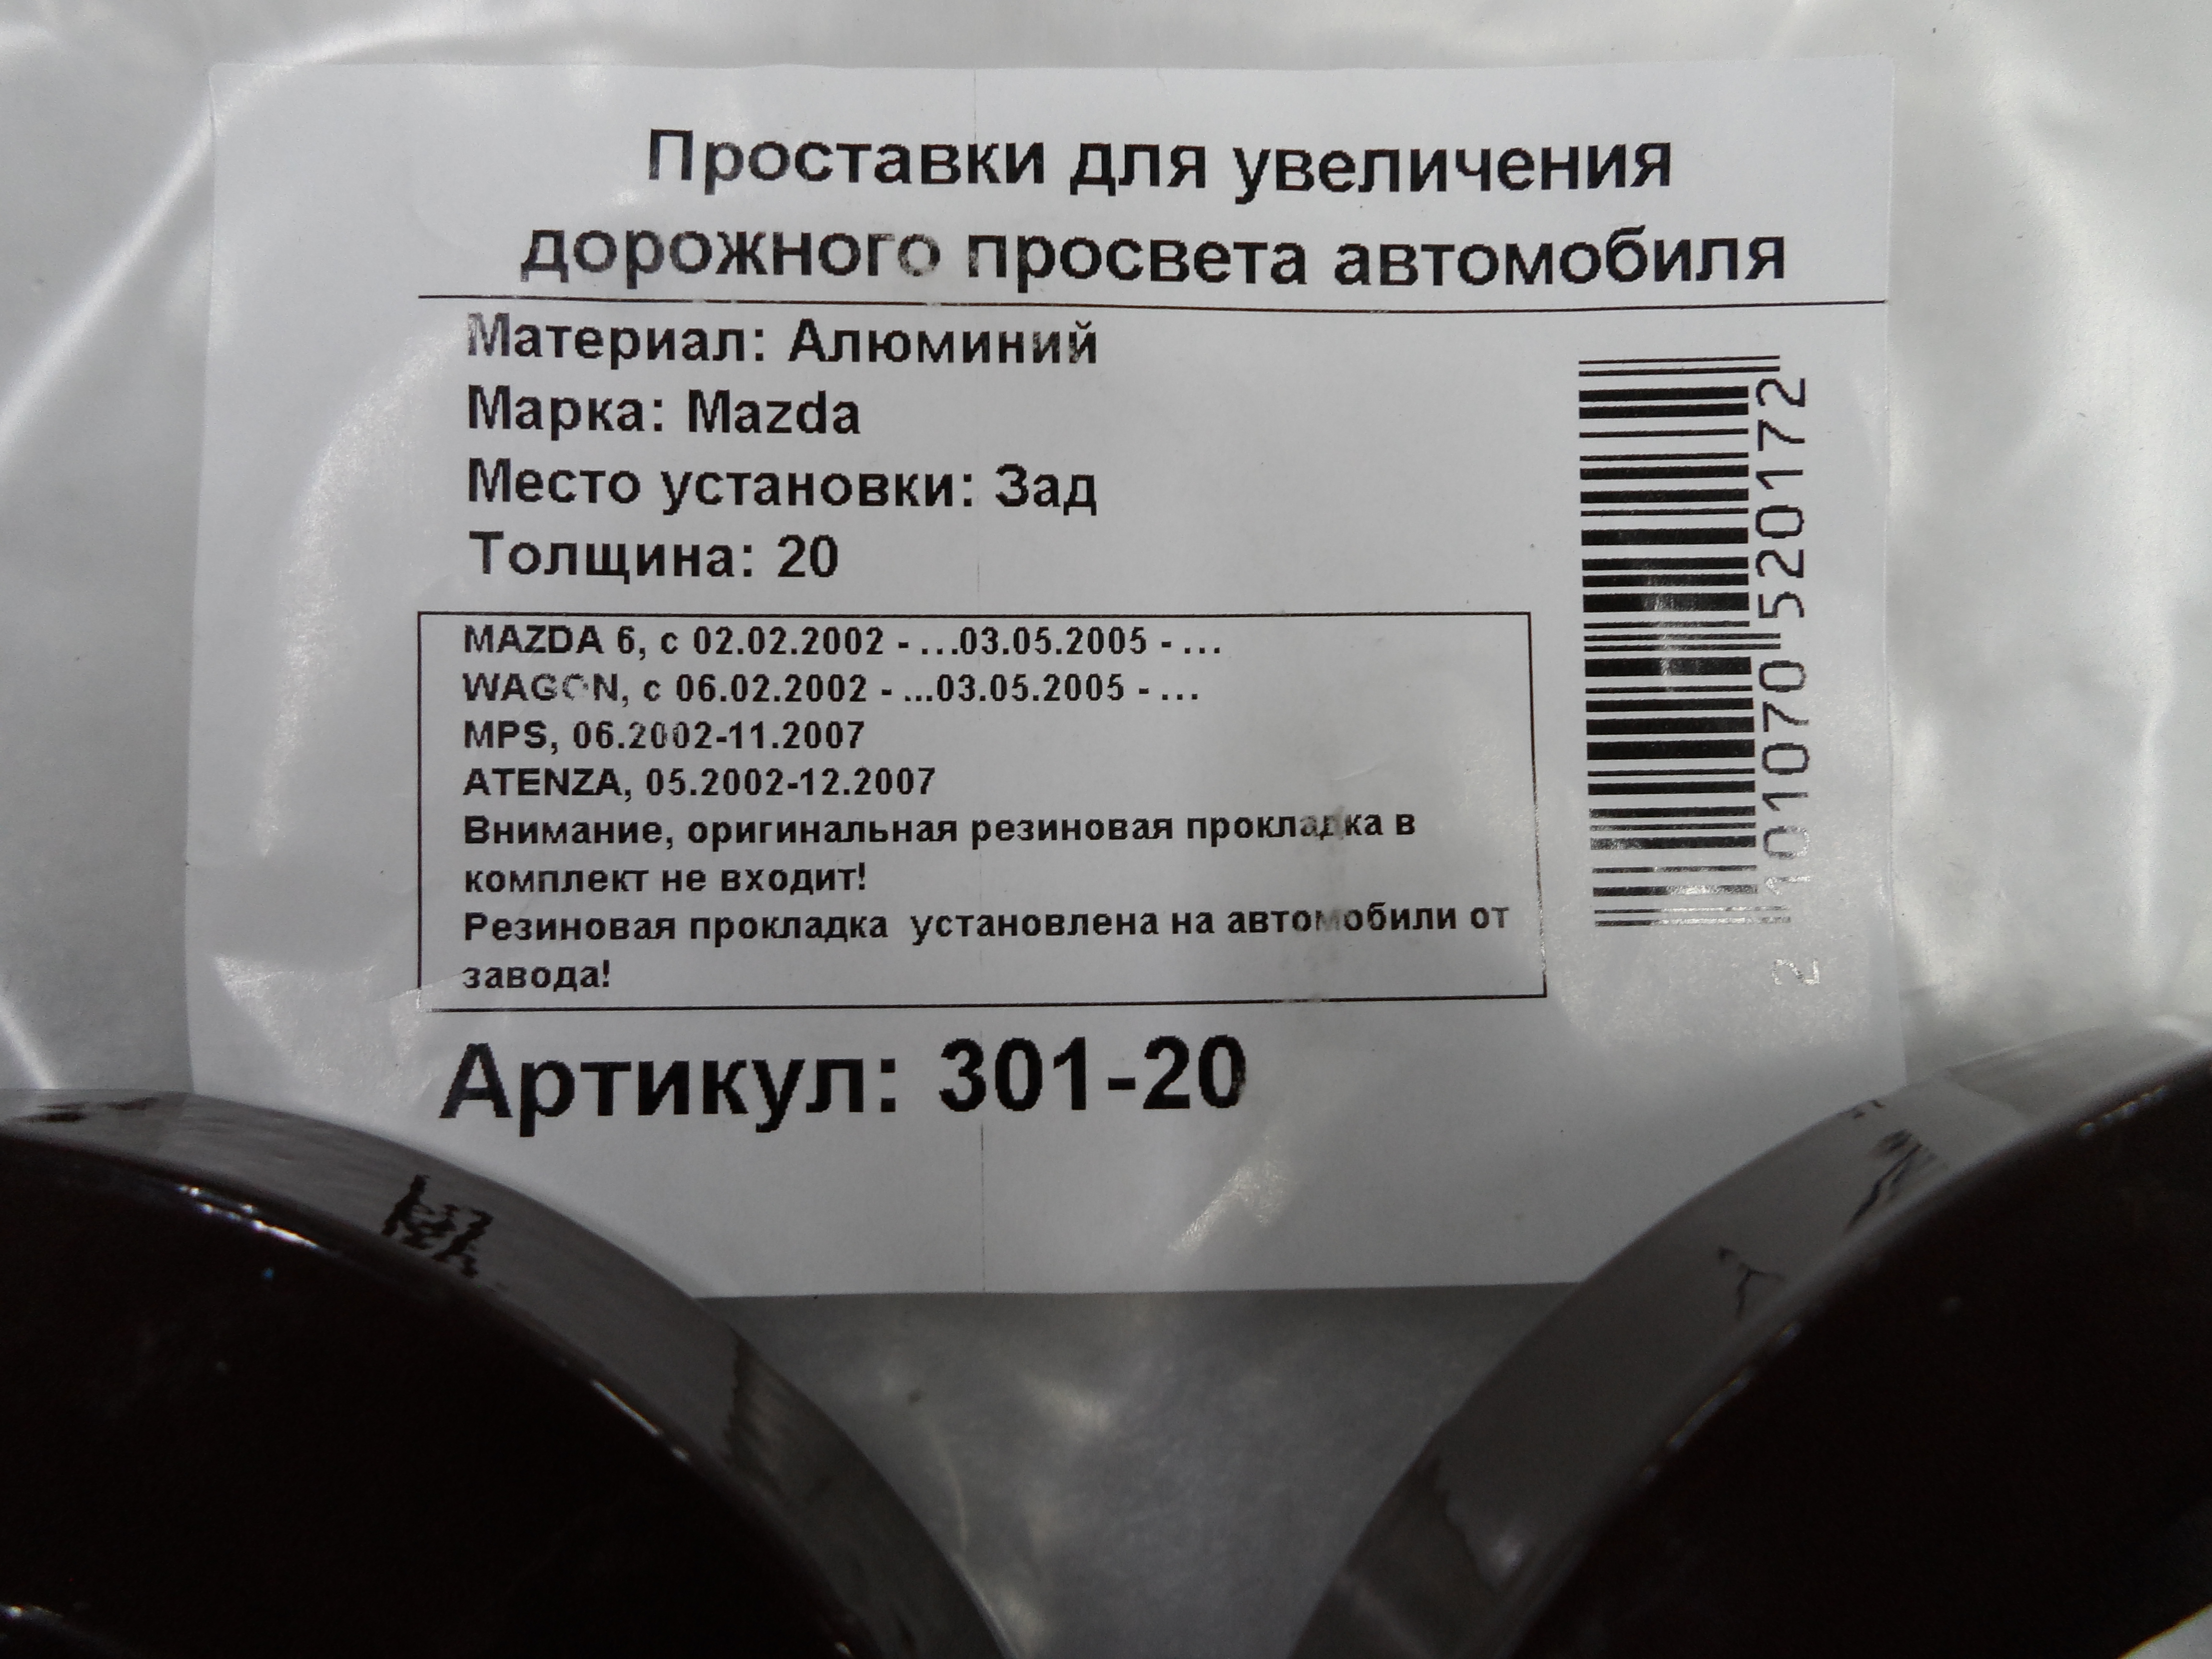 Проставки для увеличения
дорожного просвета автомобиля
Материал: Алюминий
Марка: Mazda
Место установки: Зад
Толщина: 20
MAZDA 6, с 02.02.2002 - ...03.05.2005 - ...
WAGON, с 06.02.2002 - ...03.05.2005 - ...
MPS, 06.2002-11.2007
ATENZA, 05.2002-12.2007
Внимание, оригинальная резиновая прокладка в
комплект не входит!
Резиновая прокладка установлена на автомобили от
завода!
Артикул: 301-20
2 101070 520172